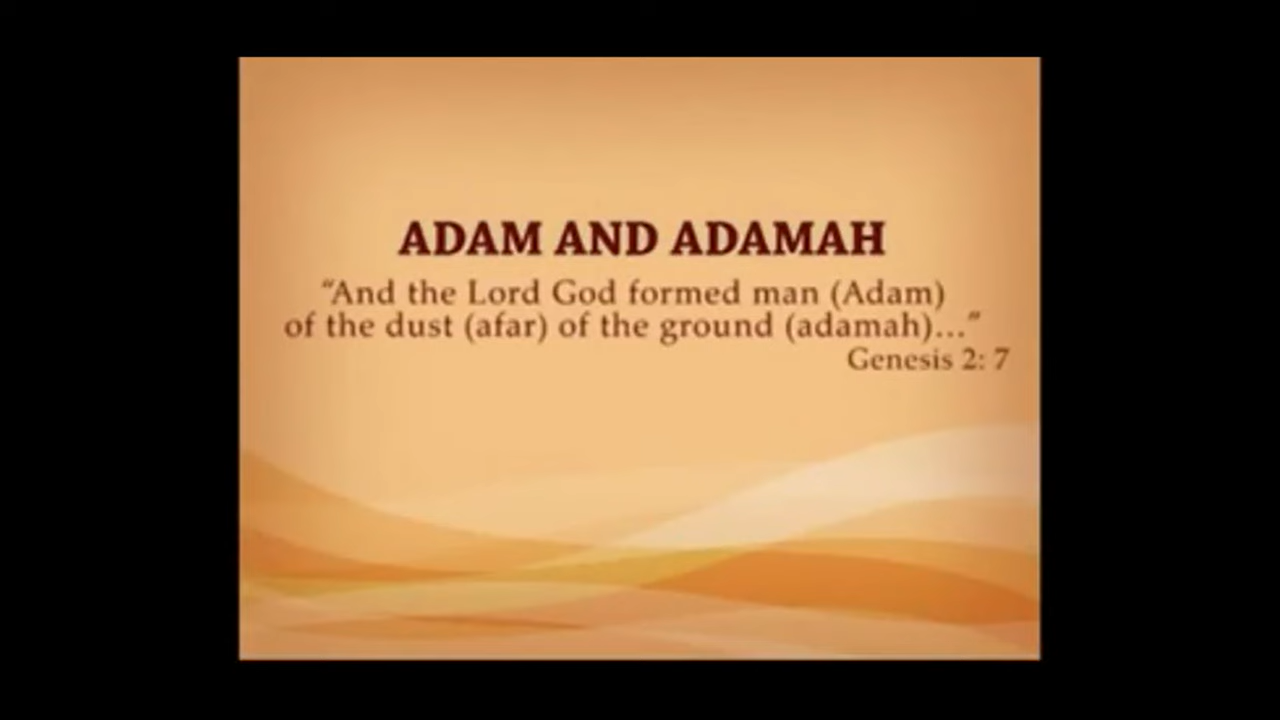 ADAM AND ADAMAH
“And the Lord God formed man (Adam)
of the dust (afar) of the ground (adamah)...”
Genesis 2: 7